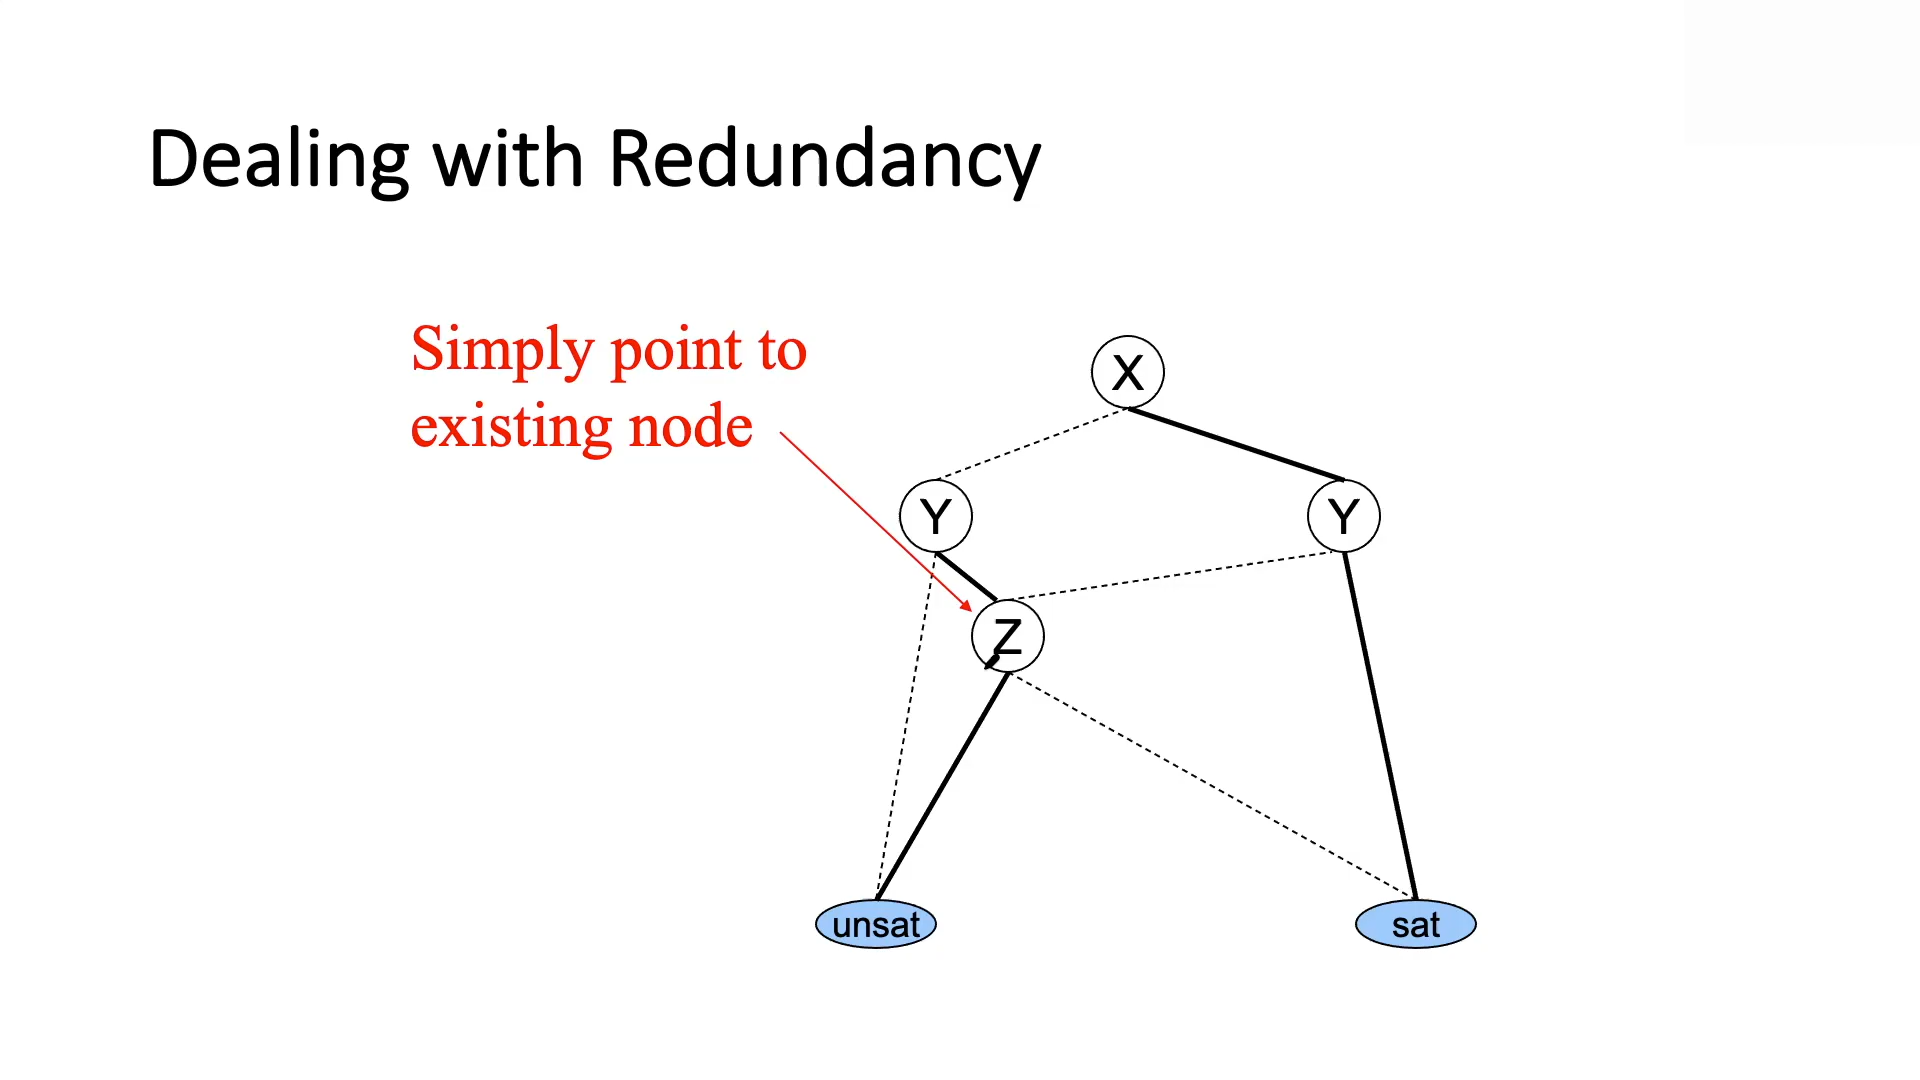 Dealing with Redundancy
Simply point to
existing node
X
Y
Y
Z
unsat
sat